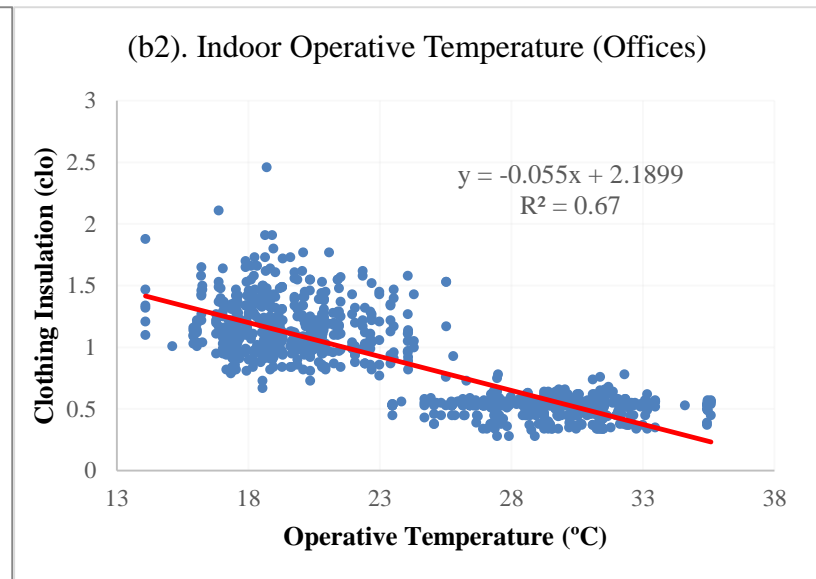 (b2). Indoor Operative Temperature (Offices)
3
2.5
2
1.5
1
0.5
0
y = -0.055x + 2.1899
R² = 0.67
Clothing Insulation (clo)
13 18 23 28 33 38
Operative Temperature (ºC)